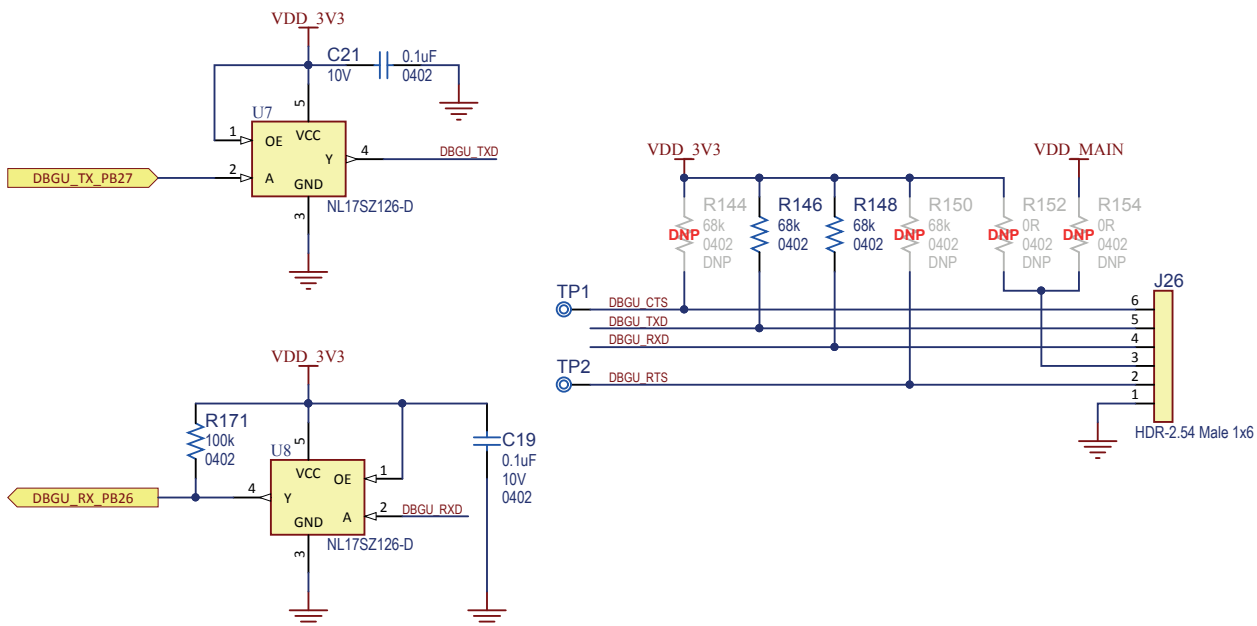 VDD_3V3
C21
10V
0.1uF
0402
5
U7
1
OE
VCC
Y
4
DBGU_TXD
DBGU_TX_PB27
2
A
GND
NL17SZ126-D
3
VDD_3V3
VDD_MAIN
R144
68k
0402
DNP
DNP
R146
68k
0402
R148
68k
0402
R150
68k
0402
DNP
DNP
R152
0R
0402
DNP
DNP
R154
0R
0402
DNP
DNP
J26
TP1
DBGU_CTS
6
DBGU_TXD
5
DBGU_RXD
4
3
TP2
DBGU_RTS
2
1
HDR-2.54 Male 1x6
VDD_3V3
R171
100k
0402
5
U8
C19
0.1uF
10V
0402
VCC
OE
1
DBGU_RX_PB26
4
Y
GND
A
2
DBGU_RXD
NL17SZ126-D
3